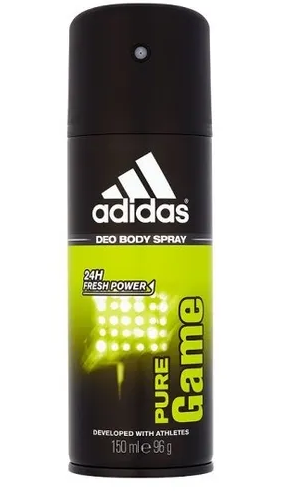 adidas
DEO BODY SPRAY
24H
FRESH POWER
PURE
Game
DEVELOPED WITH ATHLETES
150 ml e 96 g